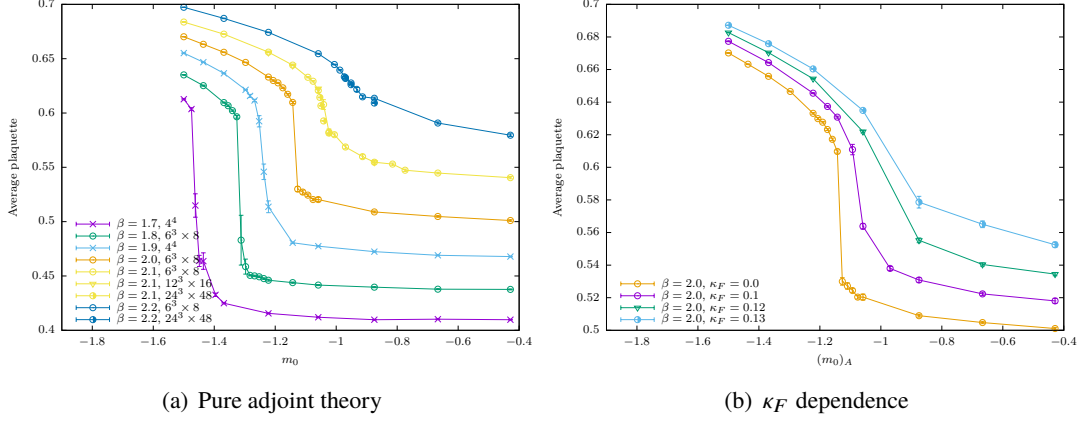 0.7
0.65
0.6
0.55
0.5
0.45
0.4
Average plaquette
β = 1.7, 4⁴
β = 1.8, 6³ × 8
β = 1.9, 4⁴
β = 2.0, 6³ × 8
β = 2.1, 6³ × 8
β = 2.1, 12³ × 16
β = 2.1, 24³ × 48
β = 2.2, 6³ × 8
β = 2.2, 24³ × 48
−1.8 −1.6 −1.4 −1.2 −1 −0.8 −0.6 −0.4
m₀
(a) Pure adjoint theory
0.7
0.68
0.66
0.64
0.62
0.6
0.58
0.56
0.54
0.52
0.5
Average plaquette
β = 2.0, κF = 0.0
β = 2.0, κF = 0.1
β = 2.0, κF = 0.12
β = 2.0, κF = 0.13
−1.8 −1.6 −1.4 −1.2 −1 −0.8 −0.6 −0.4
(m₀)A
(b) κF dependence